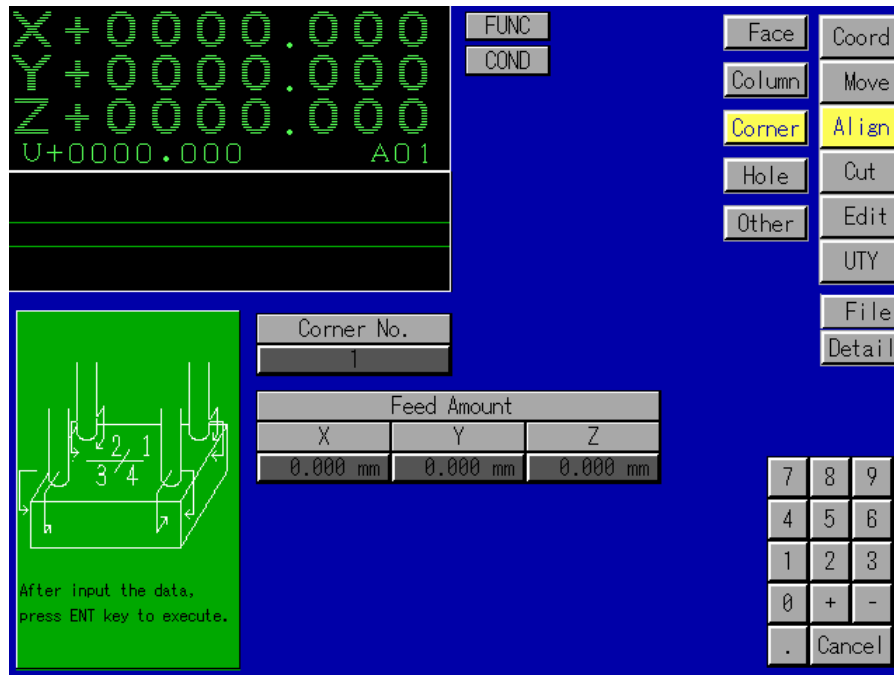 X+0000.000
Y+0000.000
Z+0000.000
U+0000.000 A01
FUNC
COND
Face
Column
Corner
Hole
Other
Coord
Move
Align
Cut
Edit
UTY
File
Detail
Corner No.
1
Feed Amount
X Y Z
0.000 mm 0.000 mm 0.000 mm
2 1
3 4
After input the data,
press ENT key to execute.
7 8 9
4 5 6
1 2 3
0 + -
. Cancel